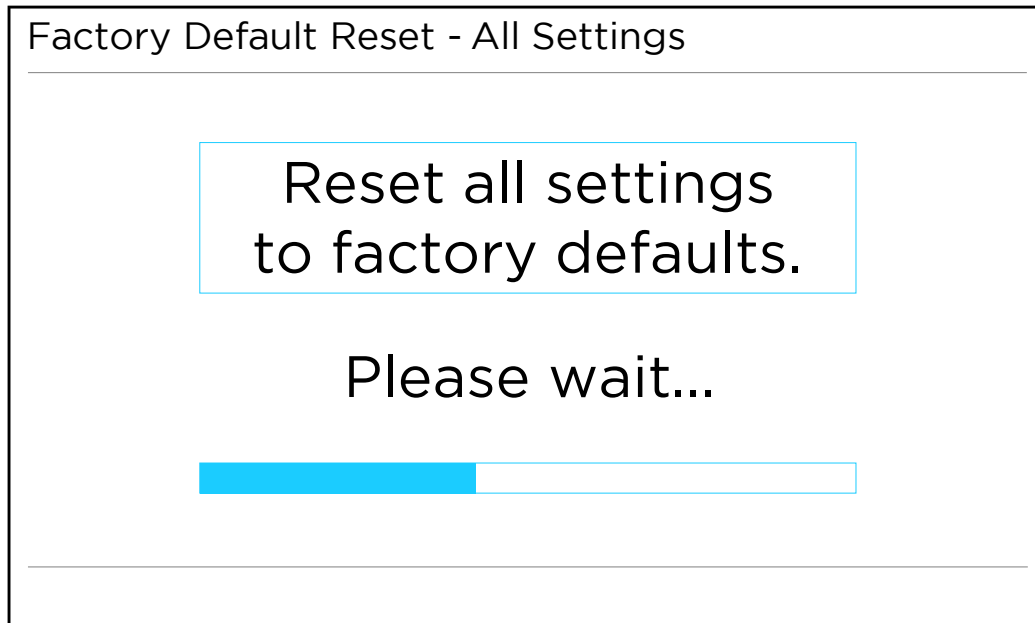 Factory Default Reset - All Settings
Reset all settings
to factory defaults.
Please wait...